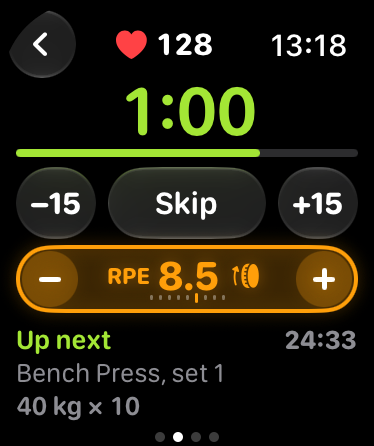 128 13:18
1:00
−15 Skip +15
− RPE 8.5 +
Up next 24:33
Bench Press, set 1
40 kg × 10